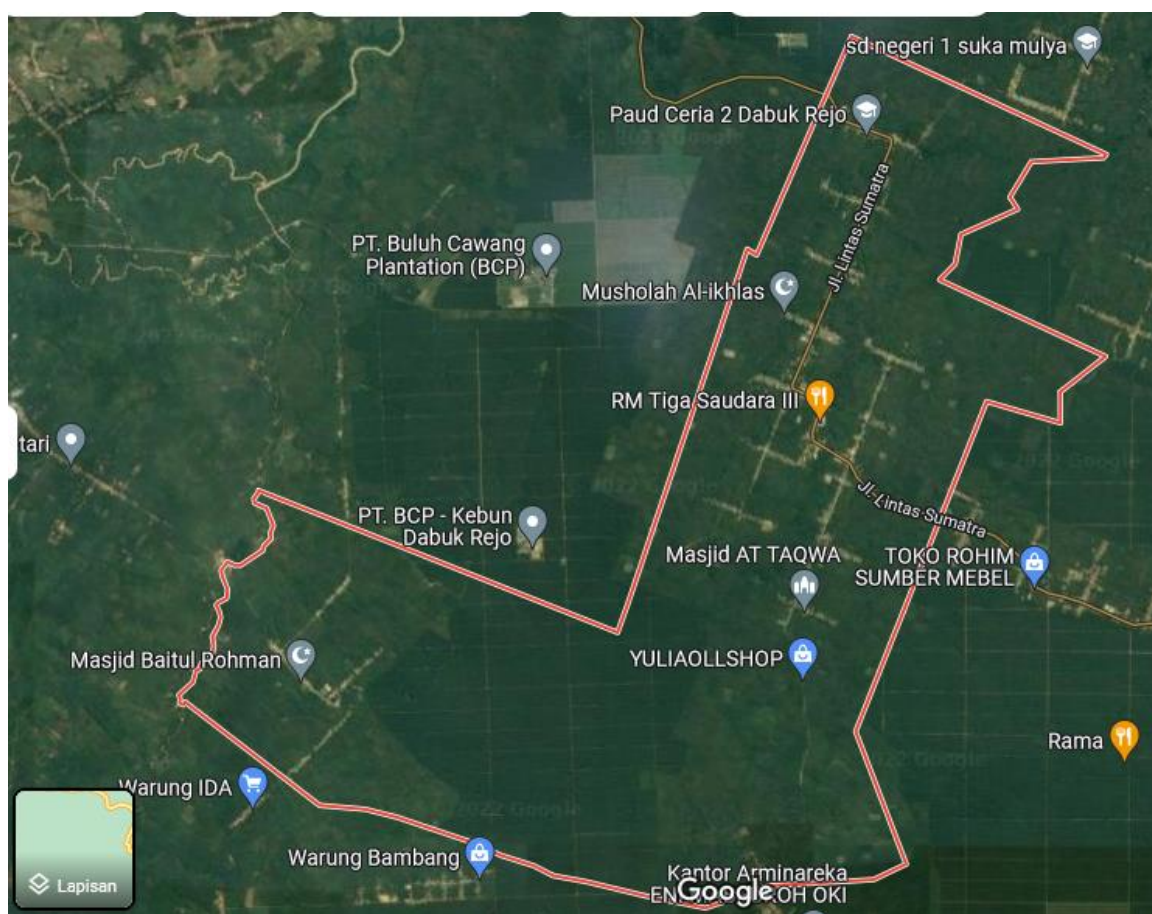 sd negeri 1 suka mulya
Paud Ceria 2 Dabuk Rejo
Jl. Lintas Sumatra
PT. Buluh Cawang
Plantation (BCP)
Musholah Al-ikhlas
RM Tiga Saudara III
tari
Jl. Lintas Sumatra
PT. BCP - Kebun
Dabuk Rejo
Masjid AT TAQWA
TOKO ROHIM
SUMBER MEBEL
Masjid Baitul Rohman
YULIAOLLSHOP
Rama
Warung IDA
Warung Bambang
Kantor Arminareka
OH OKI
Google
Lapisan